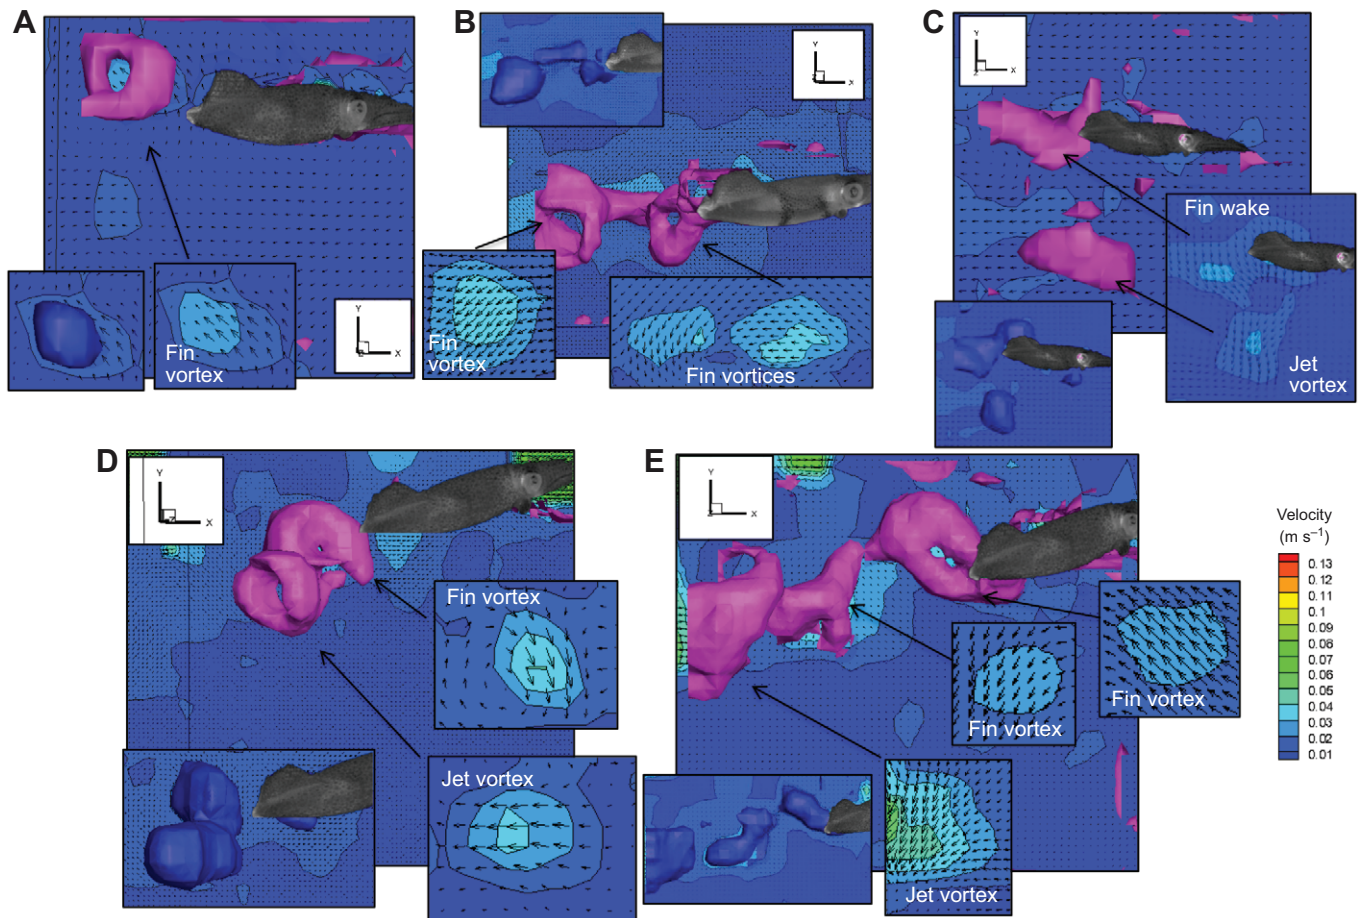 A
Y
X
Fin
vortex
B
Y
X
Fin
vortex
Fin vortices
C
Y
X
Fin wake
Jet
vortex
D
Y
X
Fin vortex
Jet vortex
E
Y
X
Fin vortex
Fin vortex
Jet vortex
Velocity
(m s⁻¹)
0.13
0.12
0.11
0.1
0.09
0.08
0.07
0.06
0.05
0.04
0.03
0.02
0.01